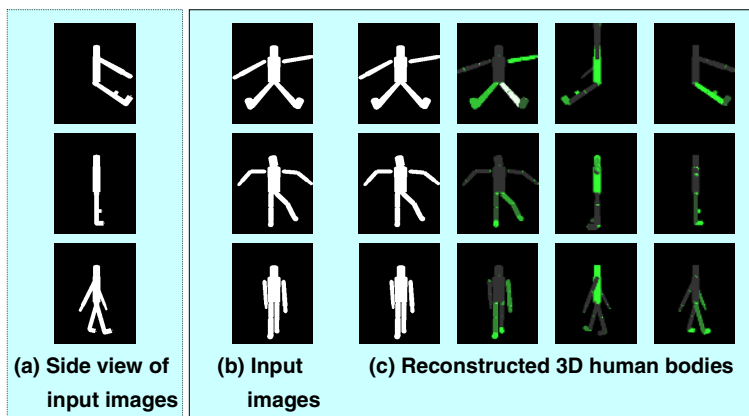 (a) Side view of
input images
(b) Input
images
(c) Reconstructed 3D human bodies